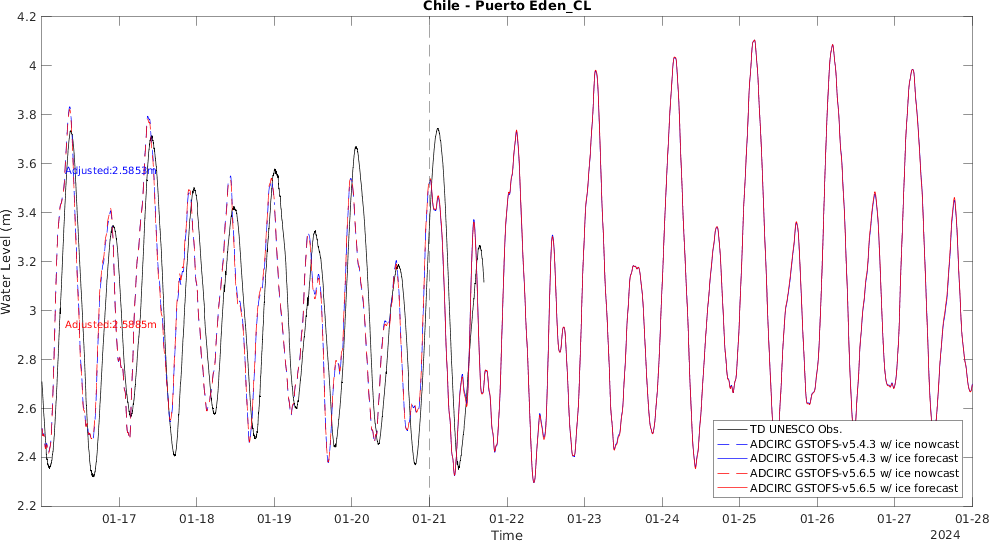 Chile - Puerto Eden_CL
4.2
4
3.8
3.6
3.4
3.2
3
2.8
2.6
2.4
2.2
Water Level (m)
Adjusted:2.5853m
Adjusted:2.5885m
TD UNESCO Obs.
ADCIRC GSTOFS-v5.4.3 w/ ice nowcast
ADCIRC GSTOFS-v5.4.3 w/ ice forecast
ADCIRC GSTOFS-v5.6.5 w/ ice nowcast
ADCIRC GSTOFS-v5.6.5 w/ ice forecast
01-17 01-18 01-19 01-20 01-21 01-22 01-23 01-24 01-25 01-26 01-27 01-28
Time
2024